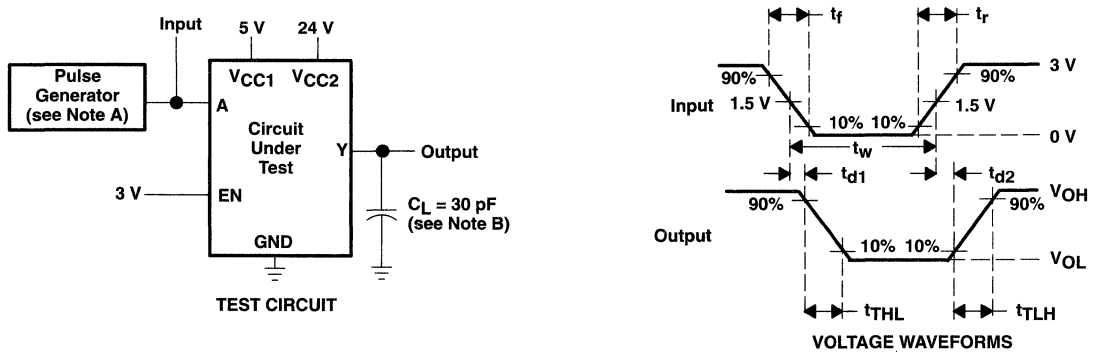 Input
5 V
24 V
Pulse
Generator
(see Note A)
A
VCC1
VCC2
Circuit
Under
Test
Y
Output
3 V
EN
CL = 30 pF
(see Note B)
GND
TEST CIRCUIT
tf
tr
3 V
90%
90%
Input
1.5 V
1.5 V
10%
10%
0 V
tw
td1
td2
VOH
90%
90%
Output
10%
10%
VOL
tTHL
tTLH
VOLTAGE WAVEFORMS